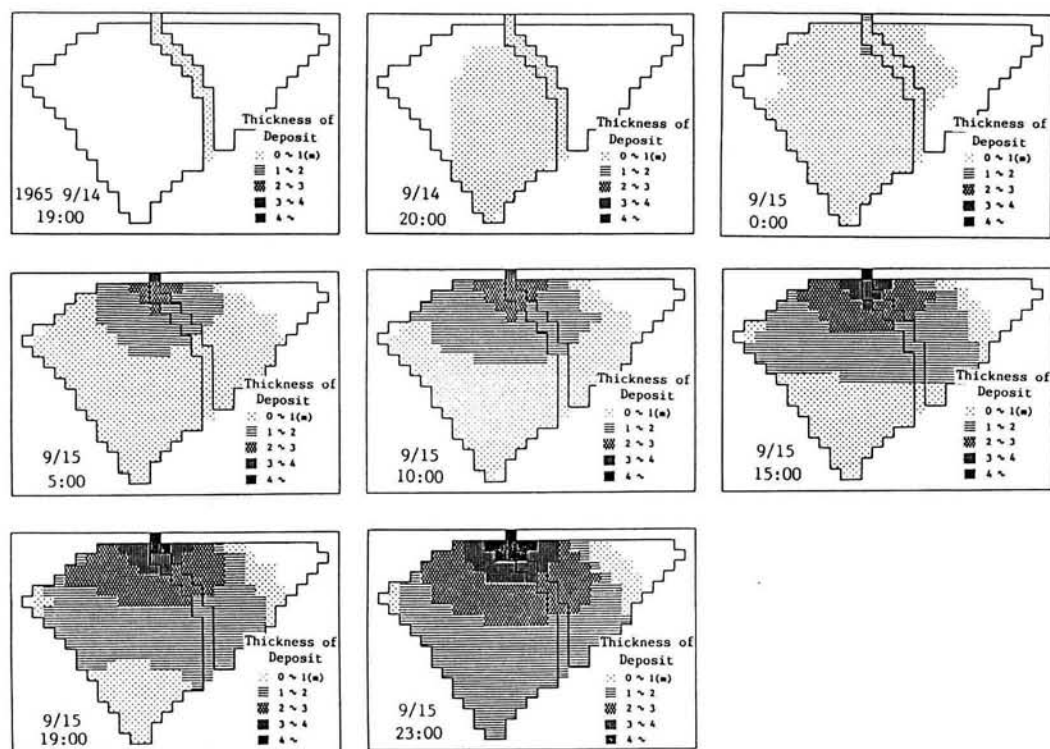 Thickness of
Deposit
0 ~ 1(m)
1 ~ 2
2 ~ 3
3 ~ 4
4 ~
1965 9/14
19:00
Thickness of
Deposit
0 ~ 1(m)
1 ~ 2
2 ~ 3
3 ~ 4
4 ~
9/14
20:00
Thickness of
Deposit
0 ~ 1(m)
1 ~ 2
2 ~ 3
3 ~ 4
4 ~
9/15
0:00
Thickness of
Deposit
0 ~ 1(m)
1 ~ 2
2 ~ 3
3 ~ 4
4 ~
9/15
5:00
Thickness of
Deposit
0 ~ 1(m)
1 ~ 2
2 ~ 3
3 ~ 4
4 ~
9/15
10:00
Thickness of
Deposit
0 ~ 1(m)
1 ~ 2
2 ~ 3
3 ~ 4
4 ~
9/15
15:00
Thickness of
Deposit
0 ~ 1(m)
1 ~ 2
2 ~ 3
3 ~ 4
4 ~
9/15
19:00
Thickness of
Deposit
0 ~ 1(m)
1 ~ 2
2 ~ 3
3 ~ 4
4 ~
9/15
23:00